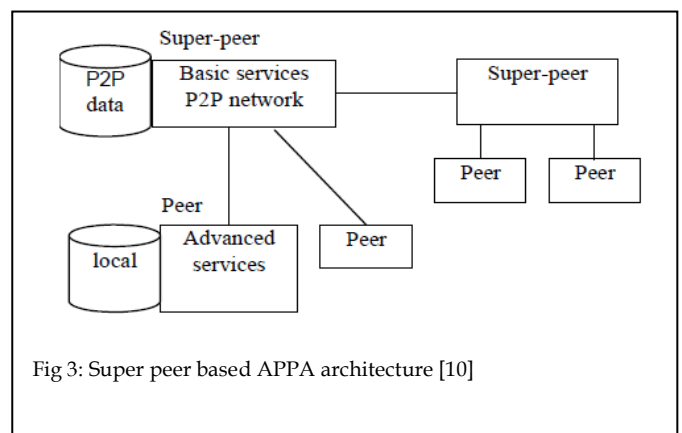 Super-peer
P2P
data
Basic services
P2P network
Super-peer
Peer
Peer
Peer
local
Advanced
services
Peer
Fig 3: Super peer based APPA architecture [10]